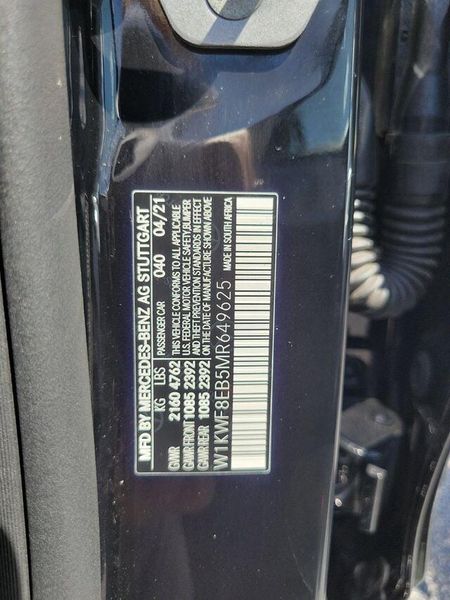 MFD BY MERCEDES-BENZ AG STUTTGART
PASSENGER CAR 040 04/21
KG LBS
GVWR 2160 4762
GAWR FRONT 1085 2392
GAWR REAR 1085 2392
THIS VEHICLE CONFORMS TO ALL APPLICABLE
U.S. FEDERAL MOTOR VEHICLE SAFETY, BUMPER
AND THEFT PREVENTION STANDARDS IN EFFECT
ON THE DATE OF MANUFACTURE SHOWN ABOVE
W1KWF8EB5MR649625
MADE IN SOUTH AFRICA